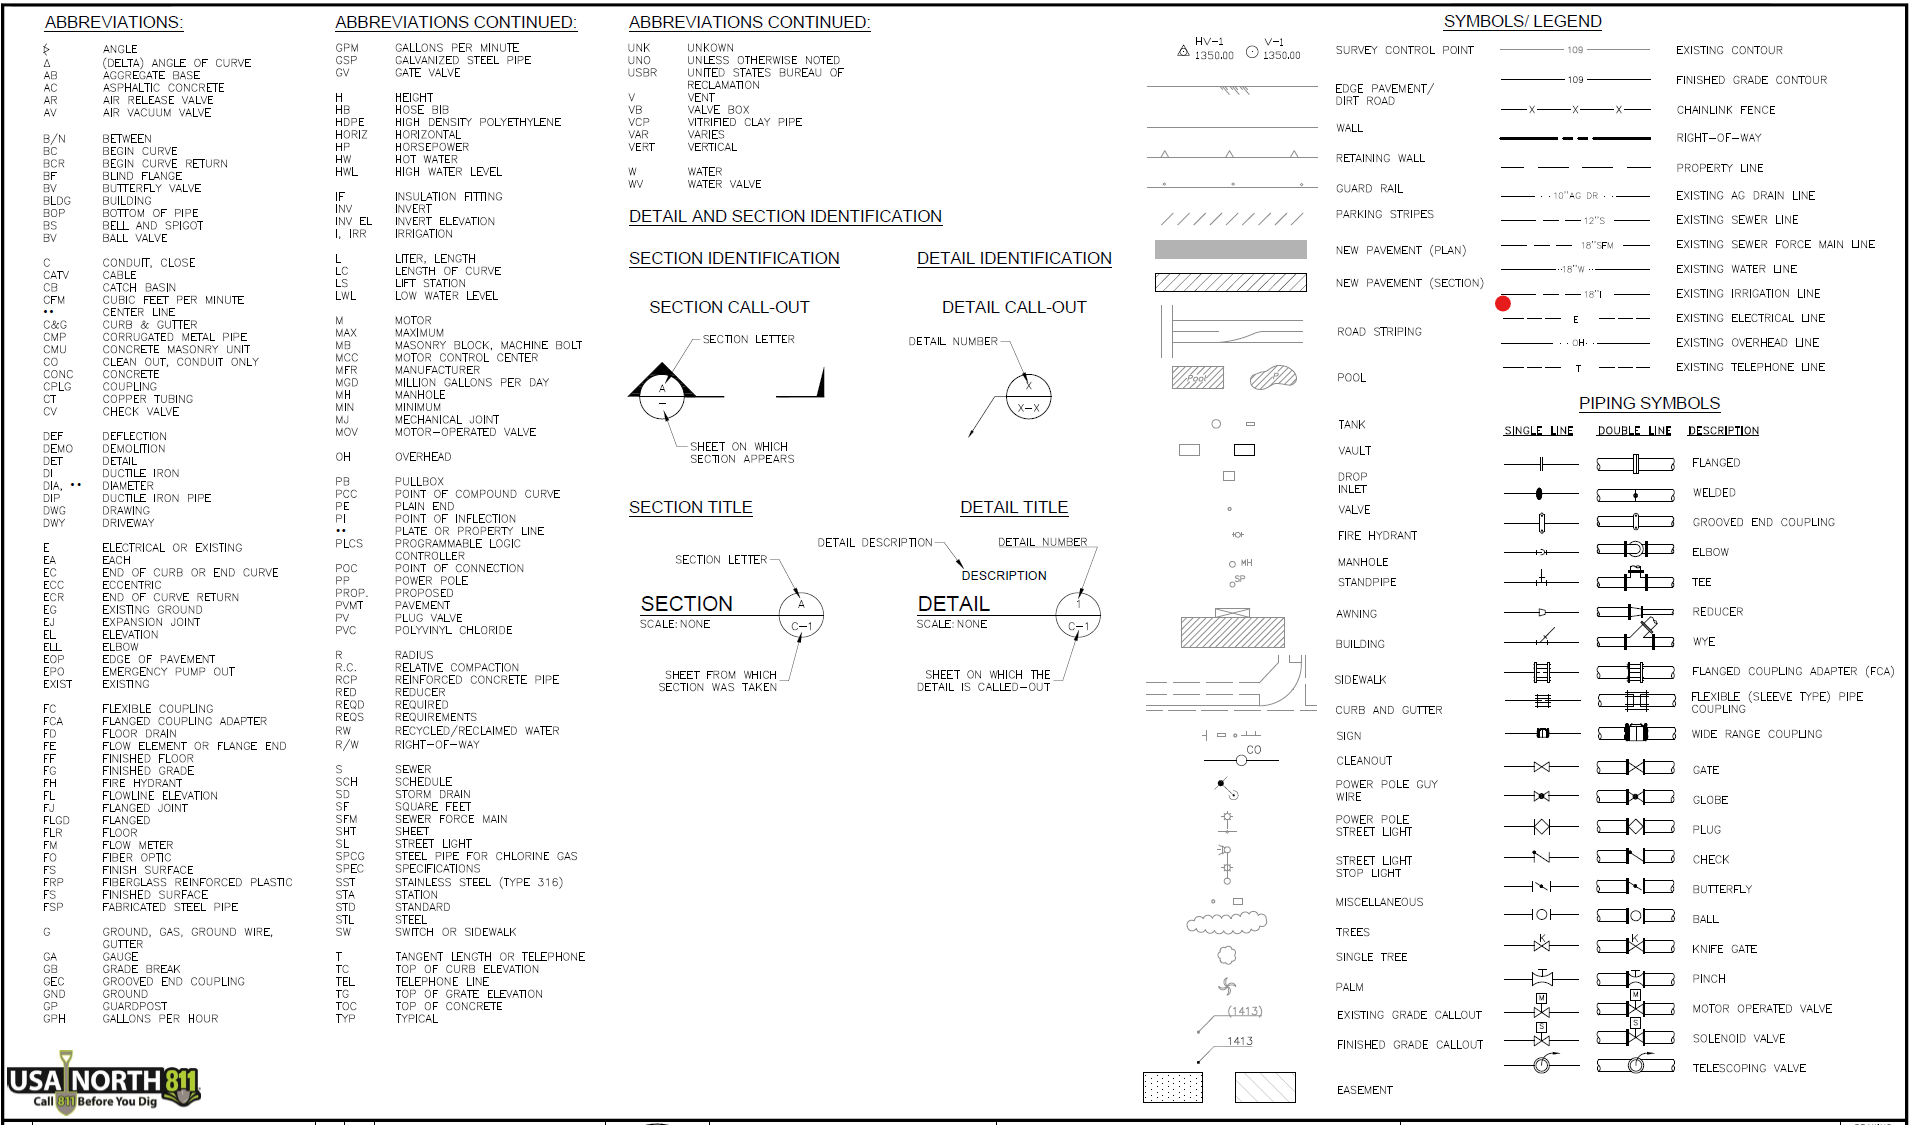 ABBREVIATIONS:
∆ ANGLE
Δ (DELTA) ANGLE OF CURVE
AB AGGREGATE BASE
AC ASPHALTIC CONCRETE
AR AIR RELEASE VALVE
AV AIR VACUUM VALVE
B/N BETWEEN
BC BEGIN CURVE
BCR BEGIN CURVE RETURN
BF BLIND FLANGE
BV BUTTERFLY VALVE
BLDG BUILDING
BOP BOTTOM OF PIPE
BS BELL AND SPIGOT
BV BALL VALVE
C CONDUIT, CLOSE
CATV CABLE
CB CATCH BASIN
CFM CUBIC FEET PER MINUTE
•• CENTER LINE
C&G CURB & GUTTER
CMP CORRUGATED METAL PIPE
CMU CONCRETE MASONRY UNIT
CO CLEAN OUT, CONDUIT ONLY
CONC CONCRETE
CPLG COUPLING
CT COPPER TUBING
CV CHECK VALVE
DEF DEFLECTION
DEMO DEMOLITION
DET DETAIL
DI DUCTILE IRON
DIA, •• DIAMETER
DIP DUCTILE IRON PIPE
DWG DRAWING
DWY DRIVEWAY
E ELECTRICAL OR EXISTING
EA EACH
EC END OF CURB OR END CURVE
ECC ECCENTRIC
ECR END OF CURVE RETURN
EG EXISTING GROUND
EJ EXPANSION JOINT
EL ELEVATION
ELL ELBOW
EOP EDGE OF PAVEMENT
EPO EMERGENCY PUMP OUT
EXIST EXISTING
FC FLEXIBLE COUPLING
FCA FLANGED COUPLING ADAPTER
FD FLOOR DRAIN
FE FLOW ELEMENT OR FLANGE END
FF FINISHED FLOOR
FG FINISHED GRADE
FH FIRE HYDRANT
FL FLOWLINE ELEVATION
FJ FLANGED JOINT
FLGD FLANGED
FLR FLOOR
FM FLOW METER
FO FIBER OPTIC
FS FINISH SURFACE
FRP FIBERGLASS REINFORCED PLASTIC
FS FINISHED SURFACE
FSP FABRICATED STEEL PIPE
G GROUND, GAS, GROUND WIRE,
GUTTER
GA GAUGE
GB GRADE BREAK
GEC GROOVED END COUPLING
GND GROUND
GP GUARDPOST
GPH GALLONS PER HOUR
USA NORTH 811
Call 811 Before You Dig
ABBREVIATIONS CONTINUED:
GPM GALLONS PER MINUTE
GSP GALVANIZED STEEL PIPE
GV GATE VALVE
H HEIGHT
HB HOSE BIB
HDPE HIGH DENSITY POLYETHYLENE
HORIZ HORIZONTAL
HP HORSEPOWER
HW HOT WATER
HWL HIGH WATER LEVEL
IF INSULATION FITTING
INV INVERT
INV EL INVERT ELEVATION
I, IRR IRRIGATION
L LITER, LENGTH
LC LENGTH OF CURVE
LS LIFT STATION
LWL LOW WATER LEVEL
M MOTOR
MAX MAXIMUM
MB MASONRY BLOCK, MACHINE BOLT
MCC MOTOR CONTROL CENTER
MFR MANUFACTURER
MGD MILLION GALLONS PER DAY
MH MANHOLE
MIN MINIMUM
MJ MECHANICAL JOINT
MOV MOTOR-OPERATED VALVE
OH OVERHEAD
PB PULLBOX
PCC POINT OF COMPOUND CURVE
PE PLAIN END
PI POINT OF INFLECTION
•• PLATE OR PROPERTY LINE
PLCS PROGRAMMABLE LOGIC
CONTROLLER
POC POINT OF CONNECTION
PP POWER POLE
PROP. PROPOSED
PVMT PAVEMENT
PV PLUG VALVE
PVC POLYVINYL CHLORIDE
R RADIUS
R.C. RELATIVE COMPACTION
RCP REINFORCED CONCRETE PIPE
RED REDUCER
REQD REQUIRED
REQS REQUIREMENTS
RW RECYCLED/RECLAIMED WATER
R/W RIGHT-OF-WAY
S SEWER
SCH SCHEDULE
SD STORM DRAIN
SF SQUARE FEET
SFM SEWER FORCE MAIN
SHT SHEET
SL STREET LIGHT
SPCG STEEL PIPE FOR CHLORINE GAS
SPEC SPECIFICATIONS
SST STAINLESS STEEL (TYPE 316)
STA STATION
STD STANDARD
STL STEEL
SW SWITCH OR SIDEWALK
T TANGENT LENGTH OR TELEPHONE
TC TOP OF CURB ELEVATION
TEL TELEPHONE LINE
TG TOP OF GRATE ELEVATION
TOC TOP OF CONCRETE
TYP TYPICAL
ABBREVIATIONS CONTINUED:
UNK UNKOWN
UNO UNLESS OTHERWISE NOTED
USBR UNITED STATES BUREAU OF
RECLAMATION
V VENT
VB VALVE BOX
VCP VITRIFIED CLAY PIPE
VAR VARIES
VERT VERTICAL
W WATER
WV WATER VALVE
DETAIL AND SECTION IDENTIFICATION
SECTION IDENTIFICATION
SECTION CALL-OUT
SECTION LETTER
A
–
SHEET ON WHICH
SECTION APPEARS
DETAIL IDENTIFICATION
DETAIL CALL-OUT
DETAIL NUMBER
X
X-X
SECTION TITLE
SECTION LETTER
SECTION
SCALE: NONE
A
C-1
SHEET FROM WHICH
SECTION WAS TAKEN
DETAIL TITLE
DETAIL DESCRIPTION
DETAIL NUMBER
DESCRIPTION
DETAIL
SCALE: NONE
1
C-1
SHEET ON WHICH THE
DETAIL IS CALLED-OUT
SYMBOLS/ LEGEND
HV-1
1350.00
V-1
1350.00
SURVEY CONTROL POINT
EDGE PAVEMENT/
DIRT ROAD
WALL
RETAINING WALL
GUARD RAIL
PARKING STRIPES
NEW PAVEMENT (PLAN)
NEW PAVEMENT (SECTION)
ROAD STRIPING
Pool P POOL
TANK
VAULT
DROP
INLET
VALVE
FIRE HYDRANT
MH MANHOLE
SP STANDPIPE
AWNING
BUILDING
SIDEWALK
CURB AND GUTTER
SIGN
CO CLEANOUT
POWER POLE GUY
WIRE
POWER POLE
STREET LIGHT
STREET LIGHT
STOP LIGHT
MISCELLANEOUS
TREES
SINGLE TREE
PALM
(1413) EXISTING GRADE CALLOUT
1413 FINISHED GRADE CALLOUT
EASEMENT
109 EXISTING CONTOUR
109 FINISHED GRADE CONTOUR
X X X CHAINLINK FENCE
RIGHT-OF-WAY
PROPERTY LINE
10"AG DR EXISTING AG DRAIN LINE
12"S EXISTING SEWER LINE
18"SFM EXISTING SEWER FORCE MAIN LINE
18"W EXISTING WATER LINE
18"I EXISTING IRRIGATION LINE
E EXISTING ELECTRICAL LINE
OH EXISTING OVERHEAD LINE
T EXISTING TELEPHONE LINE
PIPING SYMBOLS
SINGLE LINE DOUBLE LINE DESCRIPTION
FLANGED
WELDED
GROOVED END COUPLING
ELBOW
TEE
REDUCER
WYE
FLANGED COUPLING ADAPTER (FCA)
FLEXIBLE (SLEEVE TYPE) PIPE
COUPLING
WIDE RANGE COUPLING
GATE
GLOBE
PLUG
CHECK
BUTTERFLY
BALL
K K KNIFE GATE
PINCH
M M MOTOR OPERATED VALVE
S S SOLENOID VALVE
TELESCOPING VALVE